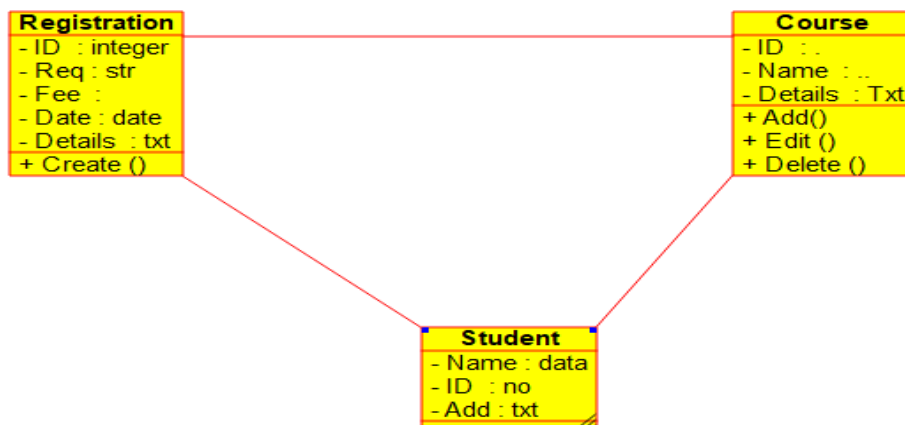 Registration
- ID : integer
- Req : str
- Fee :
- Date : date
- Details : txt
+ Create ()
Course
- ID : .
- Name : ..
- Details : Txt
+ Add()
+ Edit ()
+ Delete ()
Student
- Name : data
- ID : no
- Add : txt